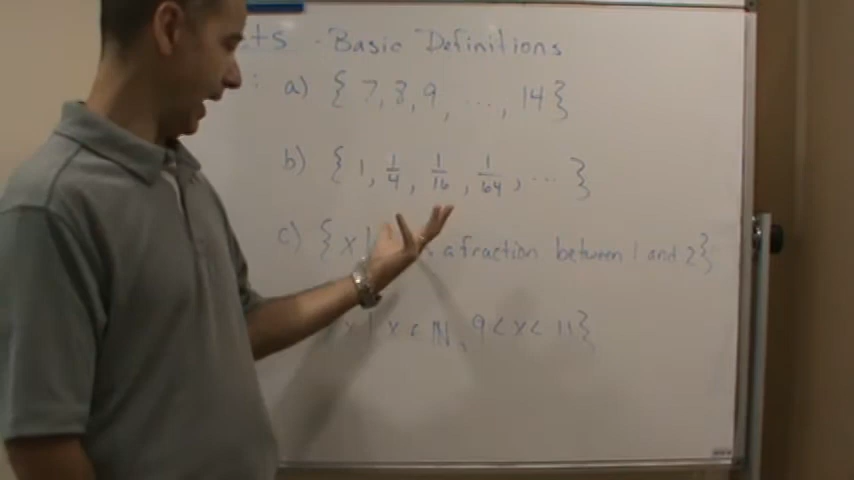 ts - Basic Definitions
: a) { 7, 8, 9, ..., 14 }
b) { 1, 1/4, 1/16, 1/64, ... }
c) { x | a fraction between 1 and 2 }
x | x ∈ ℕ, 9 < x < 11 }